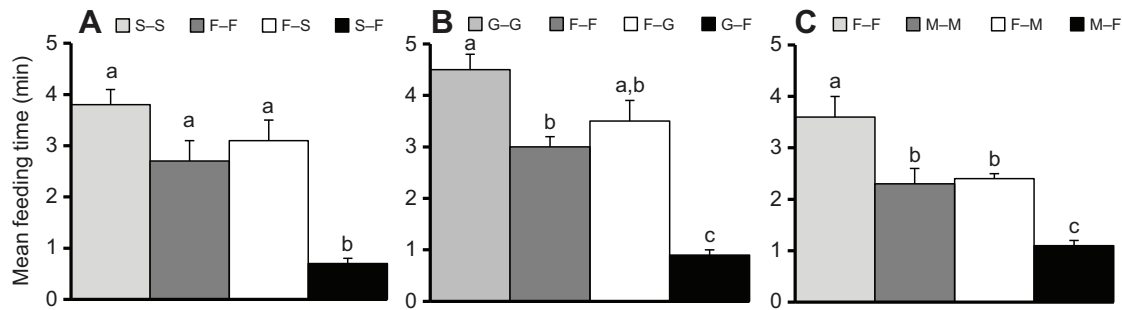 A S–S F–F F–S S–F
Mean feeding time (min)
5
4
3
2
1
0
a
a
a
b
B G–G F–F F–G G–F
5
4
3
2
1
0
a
b
a,b
c
C F–F M–M F–M M–F
5
4
3
2
1
0
a
b
b
c